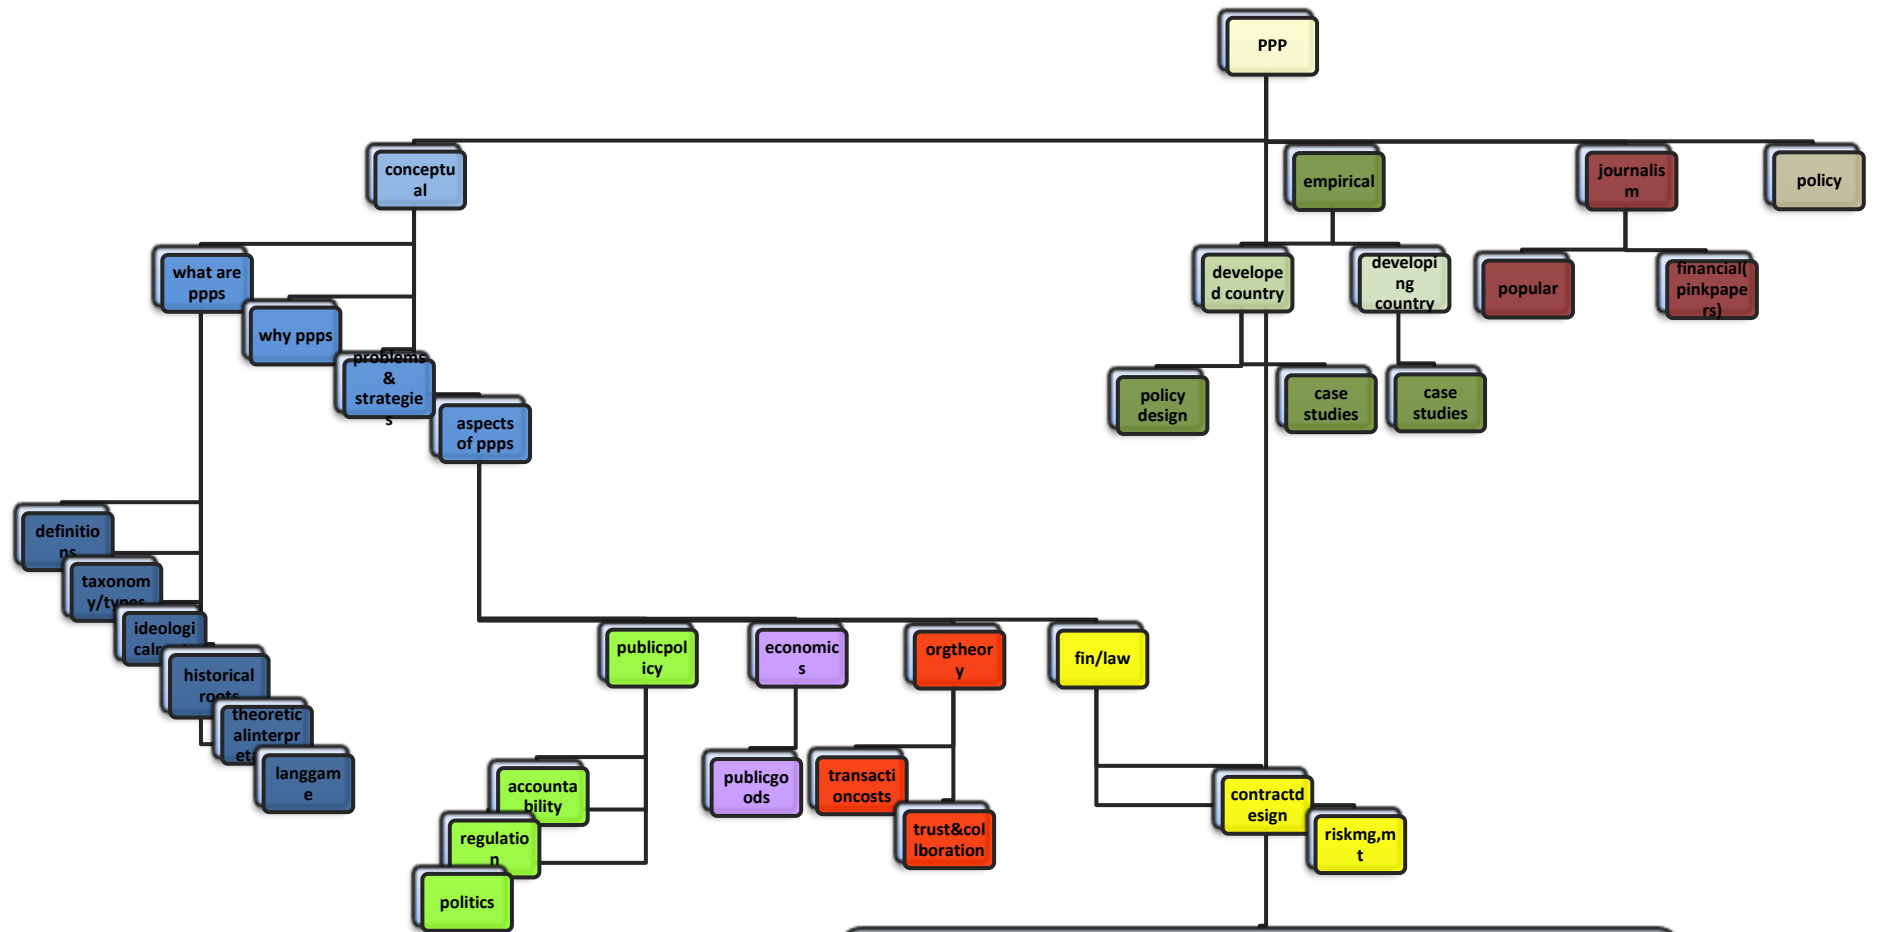 PPP
conceptu
al
empirical
journalis
m
policy
what are
ppps
why ppps
problems
&
strategie
s
aspects
of ppps
develope
d country
developi
ng
country
popular
financial(
pinkpape
rs)
policy
design
case
studies
case
studies
definitio
ns
taxonom
y/types
ideologi
historical
roots
theoretic
alinterpr
langgam
e
publicpol
icy
economic
s
orgtheor
y
fin/law
accounta
bility
regulatio
n
politics
publicgo
ods
transacti
oncosts
trust&col
lboration
contractd
esign
riskmg,m
t